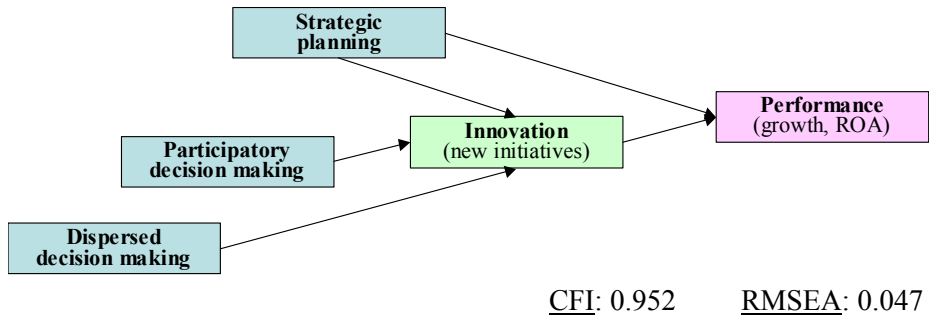 Strategic
planning
Performance
(growth, ROA)
Innovation
(new initiatives)
Participatory
decision making
Dispersed
decision making
CFI: 0.952 RMSEA: 0.047